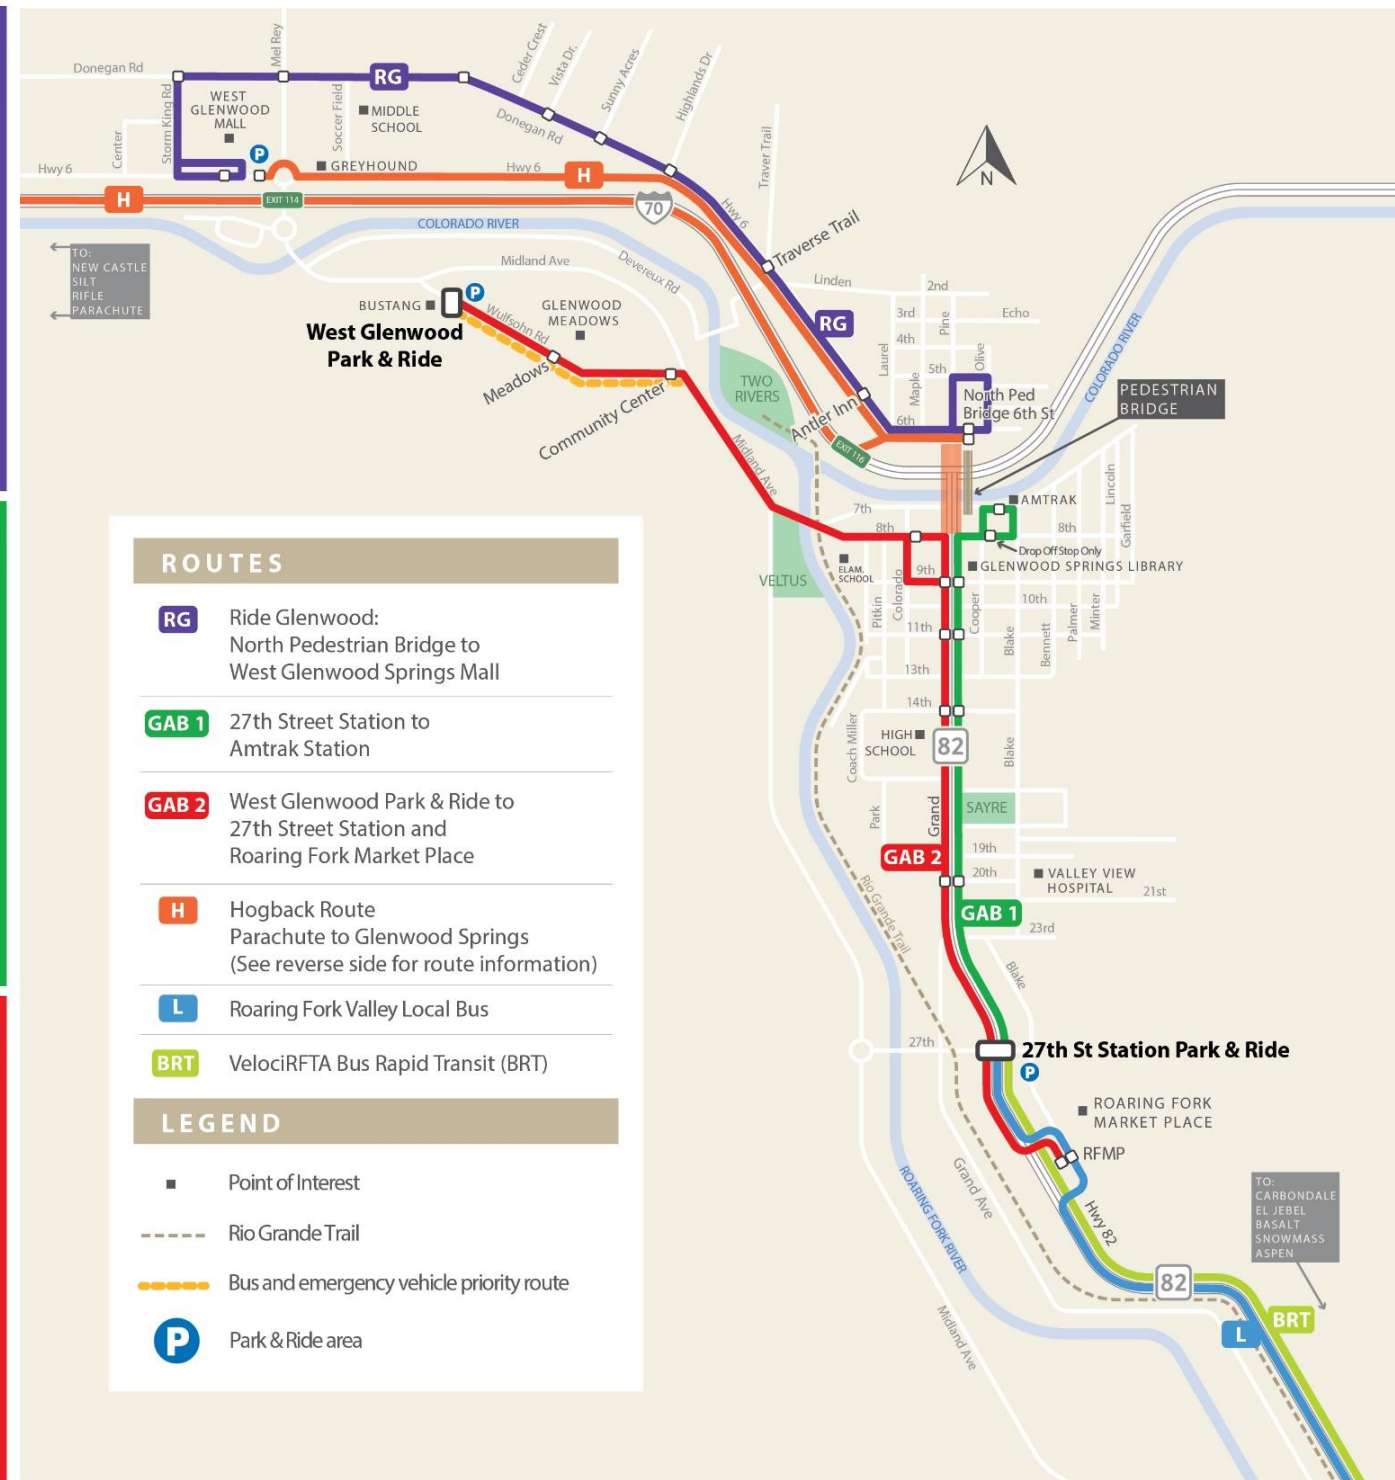 Donegan Rd
Mel Rey
RG
Ceder Crest
Vista Dr.
Sunny Acres
Highlands Dr
WEST
GLENWOOD
MALL
Storm King Rd
Soccer Field
MIDDLE
SCHOOL
Donegan Rd
Center
P
Traver Trail
Hwy 6
GREYHOUND
Hwy 6
H
N
H
EXIT 114
70
Hwy 6
COLORADO RIVER
Traverse Trail
TO:
NEW CASTLE
SILT
RIFLE
PARACHUTE
Midland Ave
Devereux Rd
Linden
2nd
BUSTANG
P
GLENWOOD
MEADOWS
Wulfsohn Rd
RG
3rd
Pine
Echo
West Glenwood
Park & Ride
4th
Laurel
Olive
COLORADO RIVER
5th
Maple
Meadows
TWO
RIVERS
North Ped
Bridge 6th St
PEDESTRIAN
BRIDGE
Community Center
Antler Inn
6th
EXIT 116
Midland Ave
Lincoln
AMTRAK
7th
Garfield
8th
8th
Drop Off Stop Only
ELAM.
SCHOOL
9th
GLENWOOD SPRINGS LIBRARY
VELTUS
Pitkin
Colorado
Cooper
10th
Palmer
Minter
11th
Blake
Bennett
13th
14th
HIGH
SCHOOL
82
Coach Miller
Blake
Park
Grand
SAYRE
GAB 2
19th
20th
VALLEY VIEW
HOSPITAL
21st
GAB 1
23rd
Rio Grande Trail
Blake
27th
27th St Station Park & Ride
P
ROARING FORK
MARKET PLACE
RFMP
Grand Ave
ROARING FORK RIVER
Hwy 82
TO:
CARBONDALE
EL JEBEL
BASALT
SNOWMASS
ASPEN
82
BRT
L
Midland Ave
ROUTES
RG
Ride Glenwood:
North Pedestrian Bridge to
West Glenwood Springs Mall
GAB 1
27th Street Station to
Amtrak Station
GAB 2
West Glenwood Park & Ride to
27th Street Station and
Roaring Fork Market Place
H
Hogback Route
Parachute to Glenwood Springs
(See reverse side for route information)
L
Roaring Fork Valley Local Bus
BRT
VelociRFTA Bus Rapid Transit (BRT)
LEGEND
Point of Interest
Rio Grande Trail
Bus and emergency vehicle priority route
P
Park & Ride area